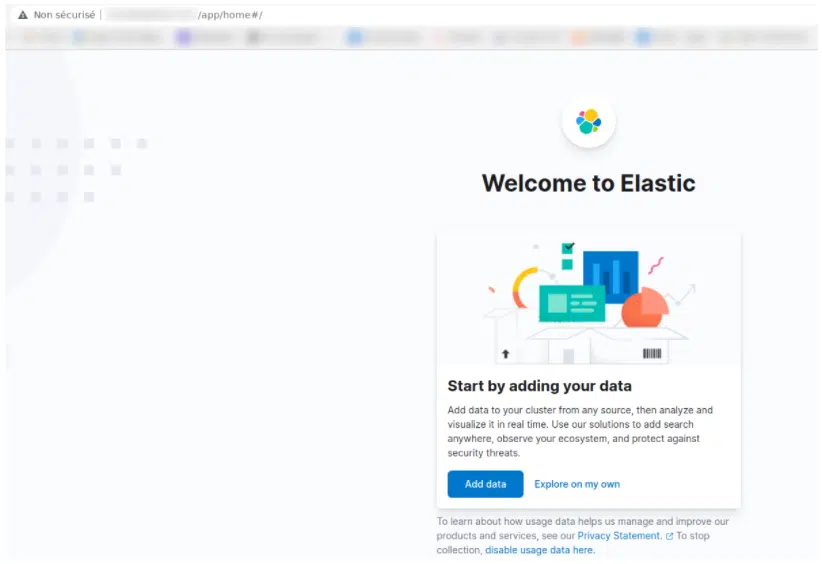 Non sécurisé
/app/home#/
Welcome to Elastic
Start by adding your data
Add data to your cluster from any source, then analyze and
visualize it in real time. Use our solutions to add search
anywhere, observe your ecosystem, and protect against
security threats.
Add data Explore on my own
To learn about how usage data helps us manage and improve our
products and services, see our Privacy Statement. To stop
collection, disable usage data here.